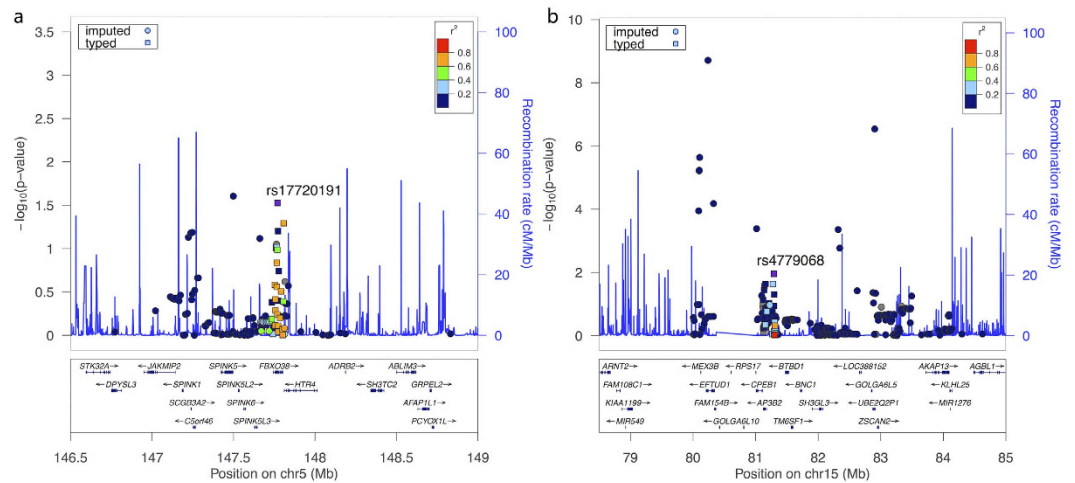 a
imputed
typed
r²
0.8
0.6
0.4
0.2
3.5
3
2.5
2
1.5
1
0.5
0
−log₁₀(p−value)
100
80
60
40
20
0
Recombination rate (cM/Mb)
rs17720191
STK32A→ ←JAKMIP2 SPINK5→ FBXO38→ ADRB2→ ABLIM3→
←DPYSL3 ←SPINK1 SPINK5L2→ ←HTR4 ←SH3TC2 GRPEL2→
SCGB3A2→ SPINK6→ AFAP1L1→
←C5orf46 SPINK5L3→ PCYOX1L→
146.5 147 147.5 148 148.5 149
Position on chr5 (Mb)
b
imputed
typed
r²
0.8
0.6
0.4
0.2
10
8
6
4
2
0
−log₁₀(p−value)
100
80
60
40
20
0
Recombination rate (cM/Mb)
rs4779068
←ARNT2 ←MEX3B ←RPS17 ←BTBD1 ←LOC388152 AKAP13→ AGBL1→
FAM108C1→ ←EFTUD1 ←CPEB1 ←BNC1 ←GOLGA6L5 ←KLHL25
KIAA1199→ ←FAM154B ←AP3B2 SH3GL3→ ←UBE2Q2P1 ←MIR1276
←MIR549 ←GOLGA6L10 TM6SF1→ ZSCAN2→
79 80 81 82 83 84 85
Position on chr15 (Mb)